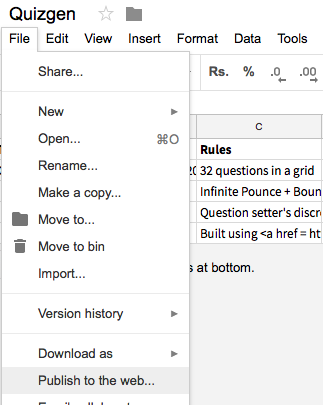 Quizgen
File Edit View Insert Format Data Tools
Share...
Rs. % .0 .00
New
C
Open... ⌘O
Rules
Rename...
32 questions in a grid
Make a copy...
Infinite Pounce + Boun
Move to...
Question setter's discr
Move to bin
Built using <a href = ht
Import...
s at bottom.
Version history
Download as
Publish to the web...